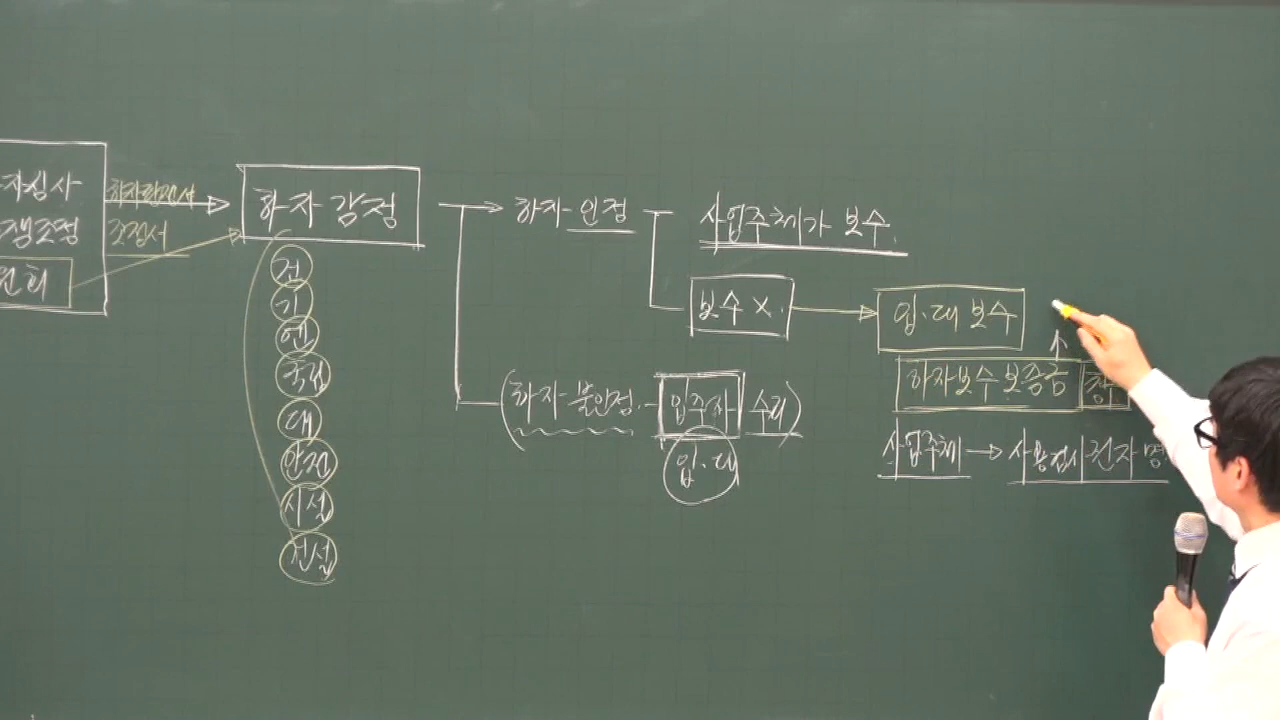 자심사
쟁조정
원회
하자판정서
조정서
하자감정
건
기
엔
국립
대
안전
시설
건설
하자 인정
사업주체가 보수.
보수 X.
입.대 보수
(하자 불인정. - 입주자 수리)
입.대
하자보수 보증금
사업주체 → 사용검사권자 명